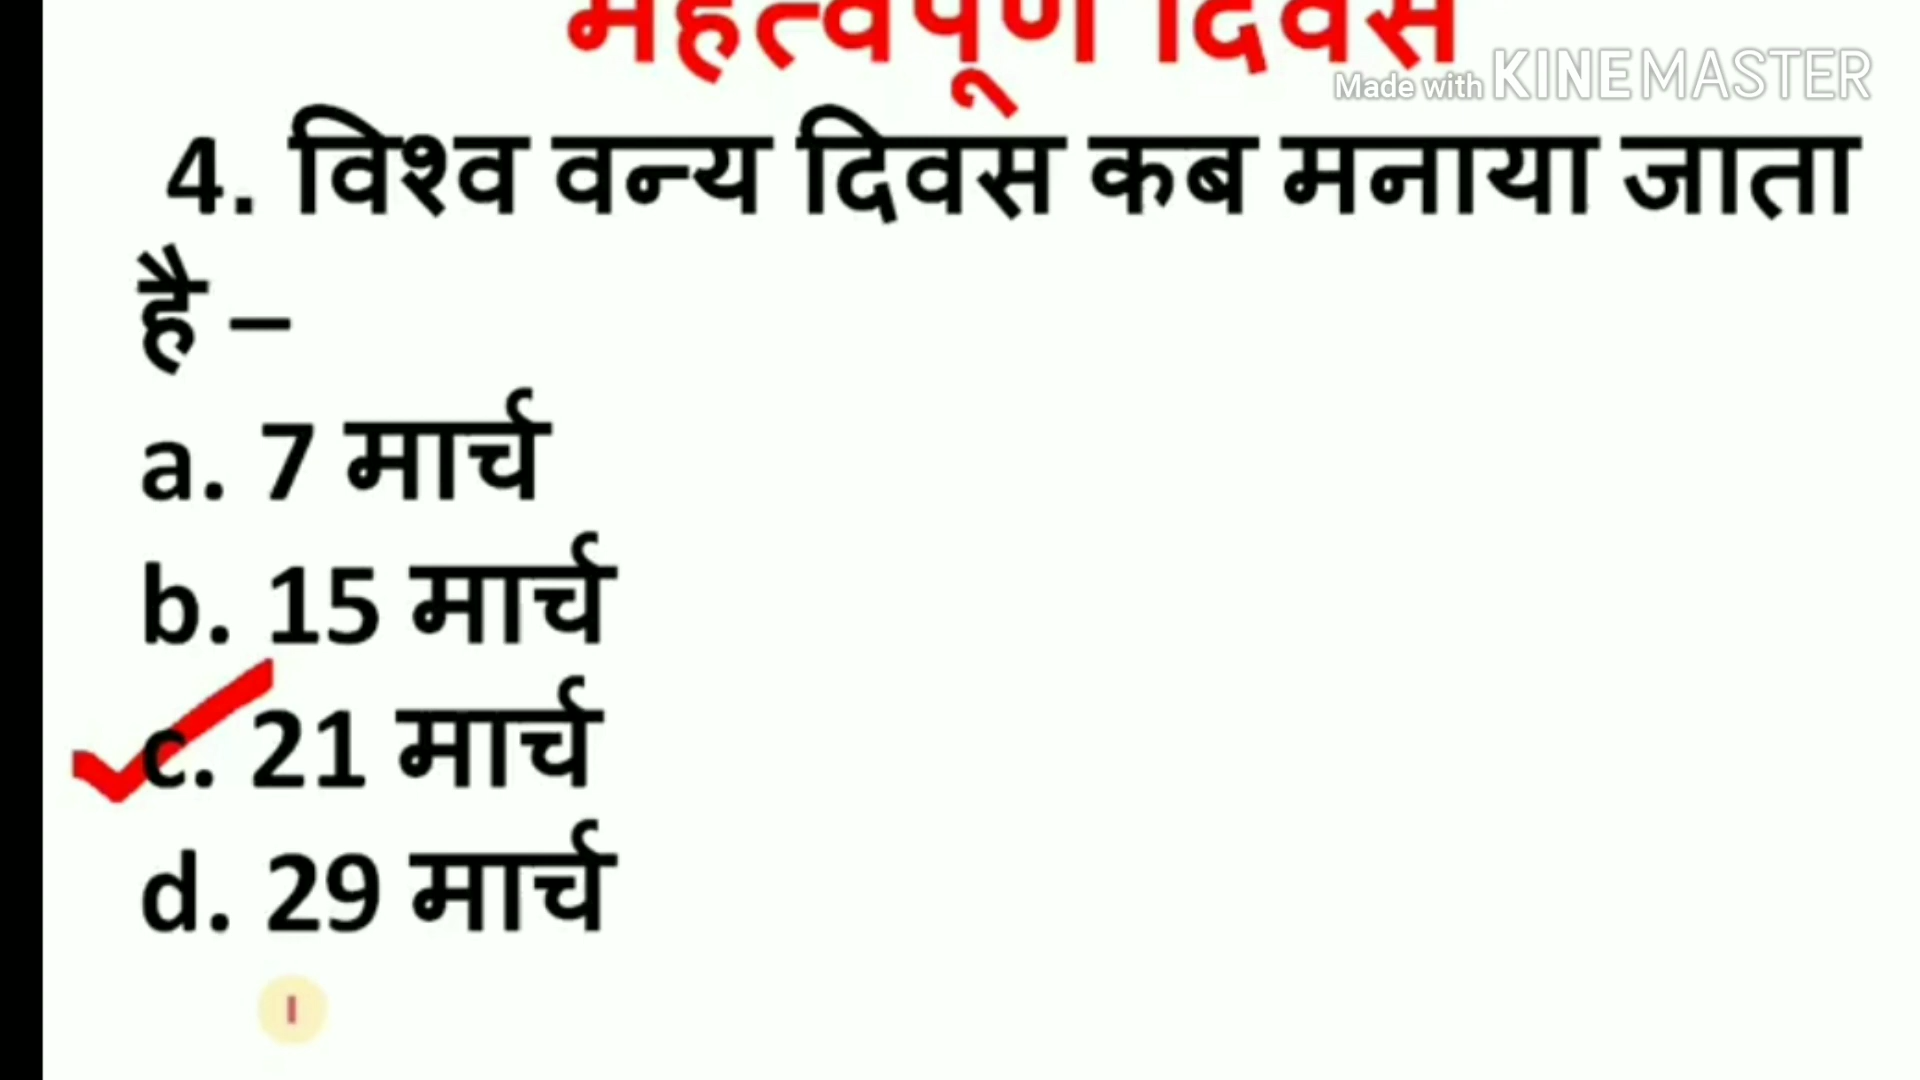 महत्वपूर्ण दिवस
Made with KINEMASTER
4. विश्व वन्य दिवस कब मनाया जाता
है –
a. 7 मार्च
b. 15 मार्च
c. 21 मार्च
d. 29 मार्च